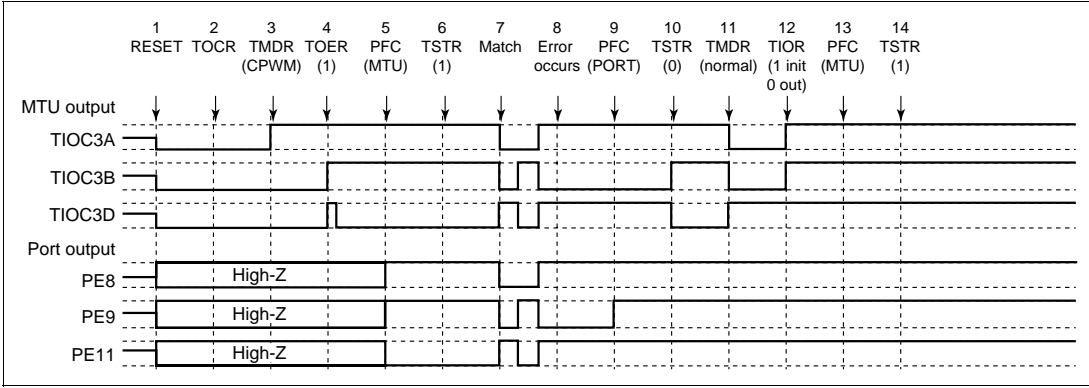 1 2 3 4 5 6 7 8 9 10 11 12 13 14
RESET TOCR TMDR TOER PFC TSTR Match Error PFC TSTR TMDR TIOR PFC TSTR
(CPWM) (1) (MTU) (1) occurs (PORT) (0) (normal) (1 init (MTU) (1)
0 out)
MTU output
TIOC3A
TIOC3B
TIOC3D
Port output
PE8 High-Z
PE9 High-Z
PE11 High-Z